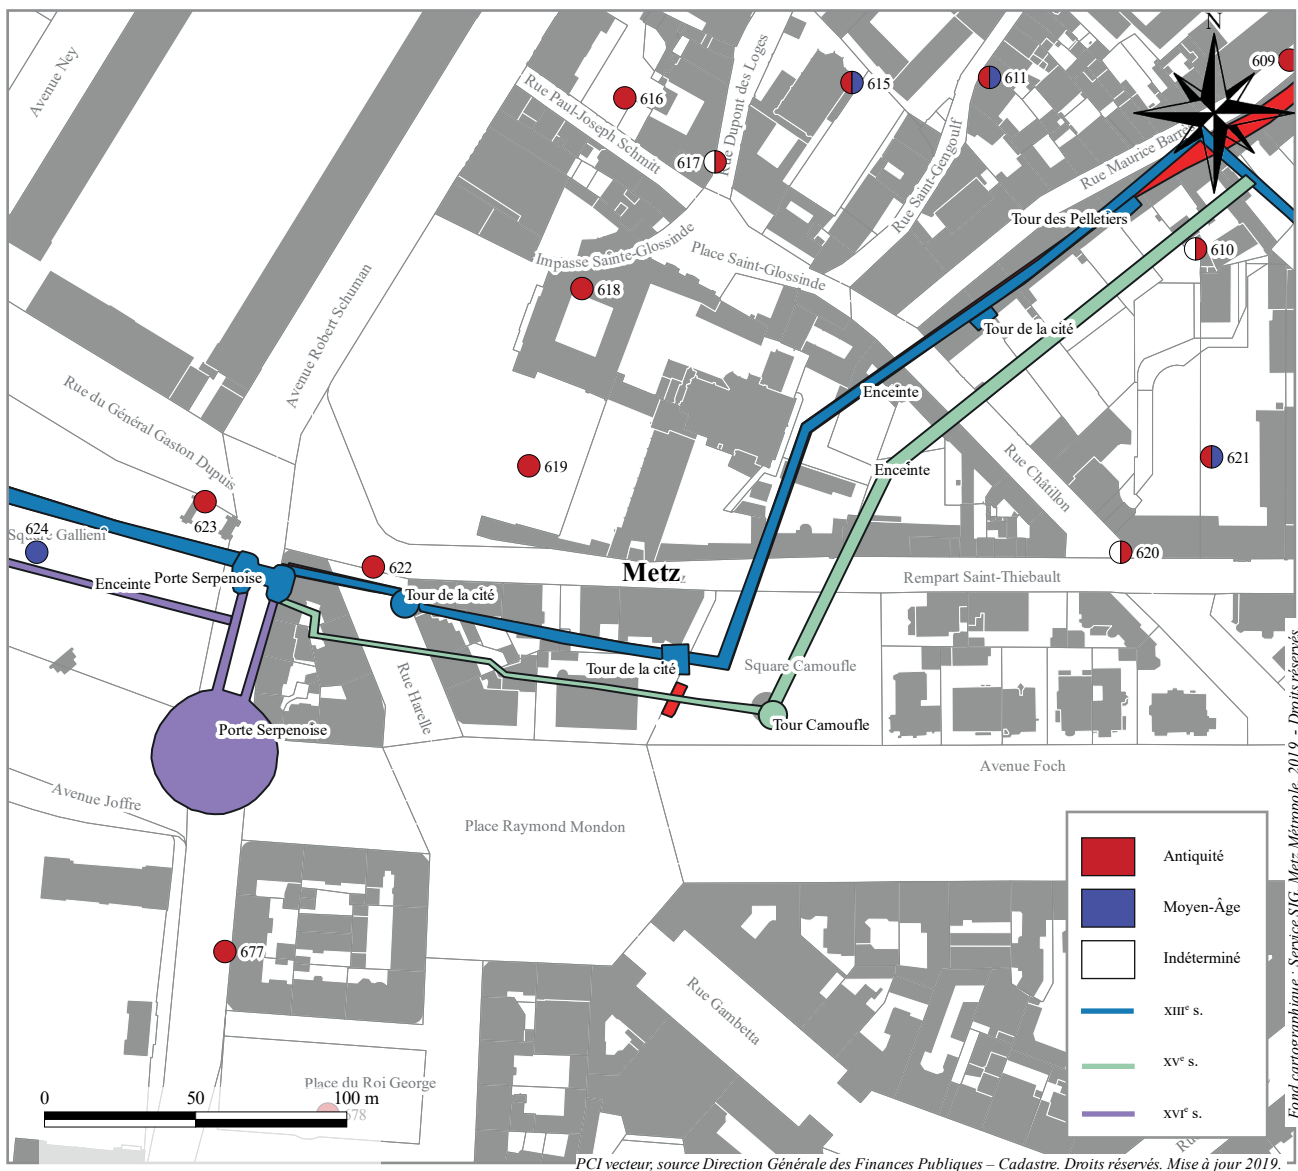 N
609
Avenue Ney
Rue Paul-Joseph Schmitt
616
Rue Dupont des Loges
615
611
617
Rue Saint-Gengoulf
Rue Maurice Barrès
Tour des Pelletiers
610
Impasse Sainte-Glossinde
Place Saint-Glossinde
618
Avenue Robert Schuman
Tour de la cité
Rue du Général Gaston Dupuis
Enceinte
619
Enceinte
Rue Châtillon
621
623
624
Square Gallieni
622
620
Enceinte
Porte Serpenoise
Metz
Rempart Saint-Thiebault
Tour de la cité
Tour de la cité
Square Camoufle
Rue Harelle
Tour Camoufle
Porte Serpenoise
Avenue Foch
Avenue Joffre
Place Raymond Mondon
677
Rue Gambetta
Place du Roi George
678
0 50 100 m
Antiquité
Moyen-Âge
Indéterminé
XIIIe s.
XVe s.
XVIe s.
Ru
Fond cartographique : Service SIG, Metz Métropole, 2019. - Droits réservés
PCI vecteur, source Direction Générale des Finances Publiques – Cadastre. Droits réservés. Mise à jour 2019.